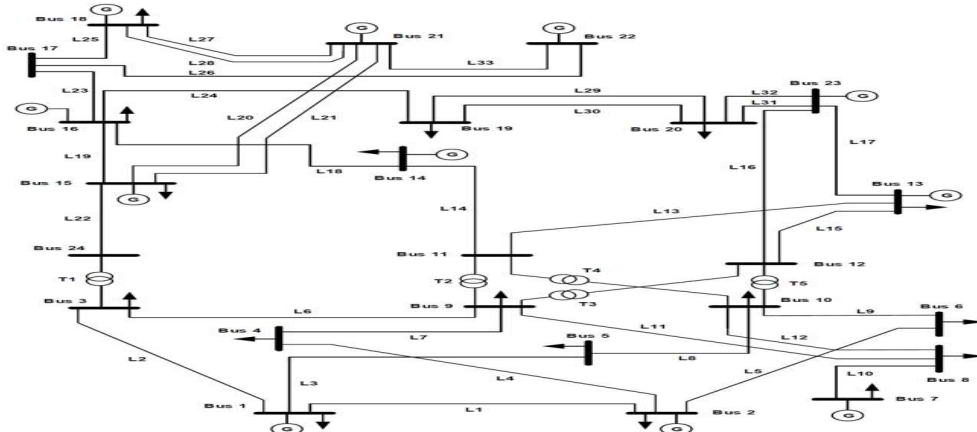 G
Bus 18
L25
L27
Bus 21
G
G
Bus 22
Bus 17
L28
L26
L33
L23
L24
Bus 23
G
Bus 16
L20
L21
L29
L32
L31
G
L30
Bus 19
Bus 20
L19
L18
Bus 14
G
L16
L17
Bus 15
G
Bus 13
G
L22
L14
L13
L15
Bus 24
Bus 11
Bus 12
T1
T2
T4
T3
T5
Bus 3
Bus 9
Bus 10
Bus 6
L6
Bus 4
L7
Bus 5
L11
L9
L12
L2
L3
L4
L8
L5
L10
Bus 8
Bus 1
L1
Bus 2
Bus 7
G
G
G